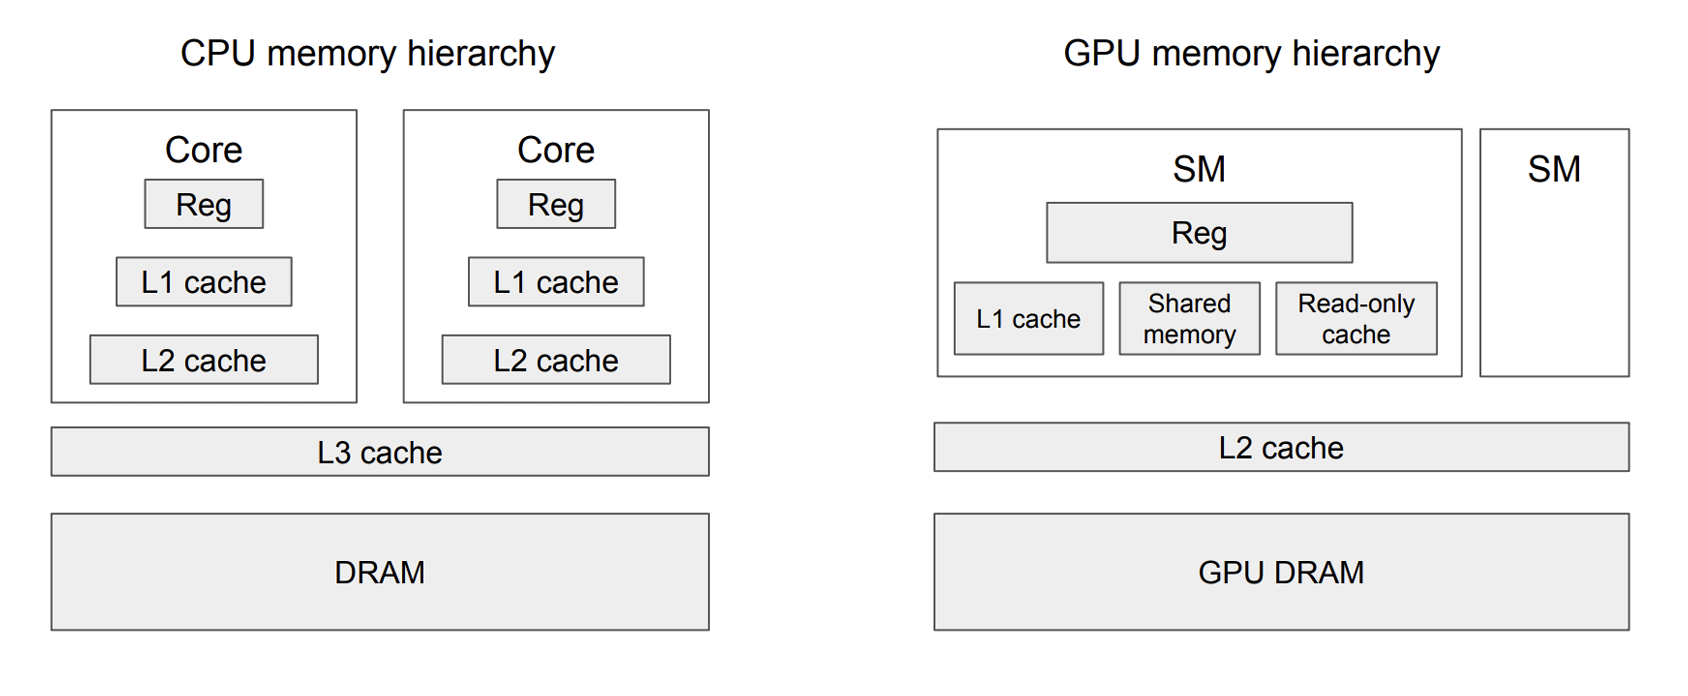 CPU memory hierarchy
Core
Reg
L1 cache
L2 cache
Core
Reg
L1 cache
L2 cache
L3 cache
DRAM
GPU memory hierarchy
SM
Reg
L1 cache
Shared
memory
Read-only
cache
SM
L2 cache
GPU DRAM